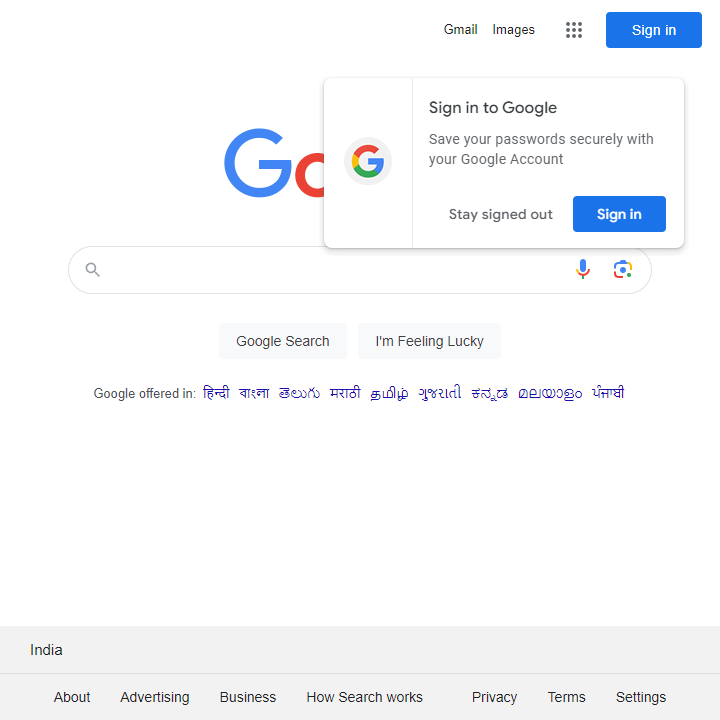 Gmail Images Sign in
Sign in to Google
Save your passwords securely with
your Google Account
Stay signed out Sign in
Google Search I'm Feeling Lucky
Google offered in: हिन्दी বাংলা తెలుగు मराठी தமிழ் ગુજરાતી ಕನ್ನಡ മലയാളം ਪੰਜਾਬੀ
India
About Advertising Business How Search works Privacy Terms Settings